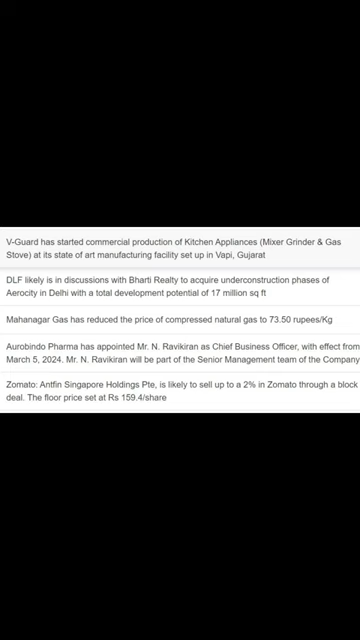 V-Guard has started commercial production of Kitchen Appliances (Mixer Grinder & Gas
Stove) at its state of art manufacturing facility set up in Vapi, Gujarat
DLF likely is in discussions with Bharti Realty to acquire underconstruction phases of
Aerocity in Delhi with a total development potential of 17 million sq ft
Mahanagar Gas has reduced the price of compressed natural gas to 73.50 rupees/Kg
Aurobindo Pharma has appointed Mr. N. Ravikiran as Chief Business Officer, with effect from
March 5, 2024. Mr. N. Ravikiran will be part of the Senior Management team of the Company
Zomato: Antfin Singapore Holdings Pte, is likely to sell up to a 2% in Zomato through a block
deal. The floor price set at Rs 159.4/share